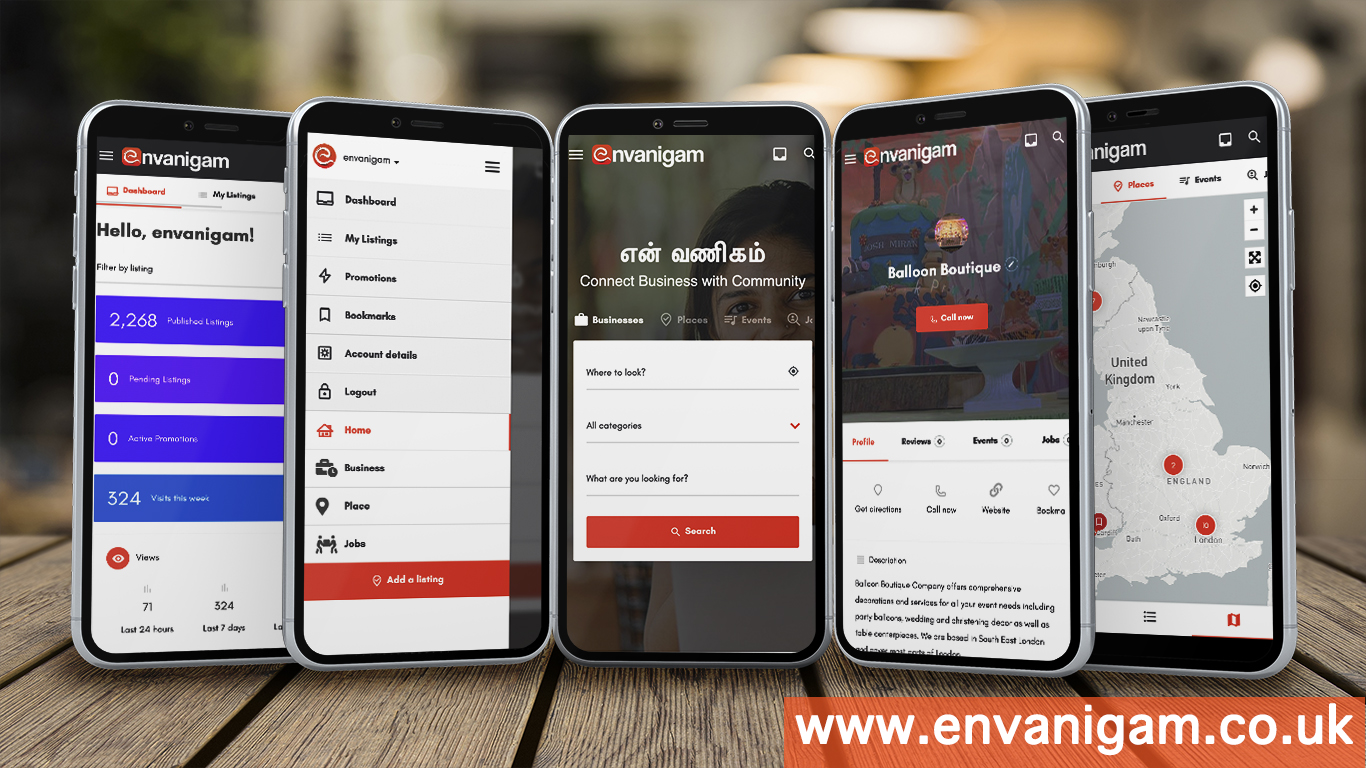 envanigam
Dashboard
My Listings
Hello, envanigam!
Filter by listing
2,268 Published Listings
0 Pending Listings
0 Active Promotions
324 Visits this week
Views
71
324
Last 24 hours
Last 7 days
La
envanigam
Dashboard
My Listings
Promotions
Bookmarks
Account details
Logout
Home
Business
Place
Jobs
Add a listing
envanigam
என் வணிகம்
Connect Business with Community
Businesses Places Events Jo
Where to look?
All categories
What are you looking for?
Search
envanigam
JOSH MIRAN
Balloon Boutique
Call now
Profile Reviews 0 Events 0 Jobs 0
Get directions Call now Website Bookma
Description
Balloon Boutique Company offers comprehensive
decorations and services for all your event needs including
party balloons, wedding and christening decor as well as
table centerpieces. We are based in South East London
and cover most parts of London.
nigam
Places Events J
+
-
nburgh
Newcastle
upon Tyne
United
Kingdom
York
Manchester
2
ENGLAND
Norwich
Oxford
10
London
www.envanigam.co.uk